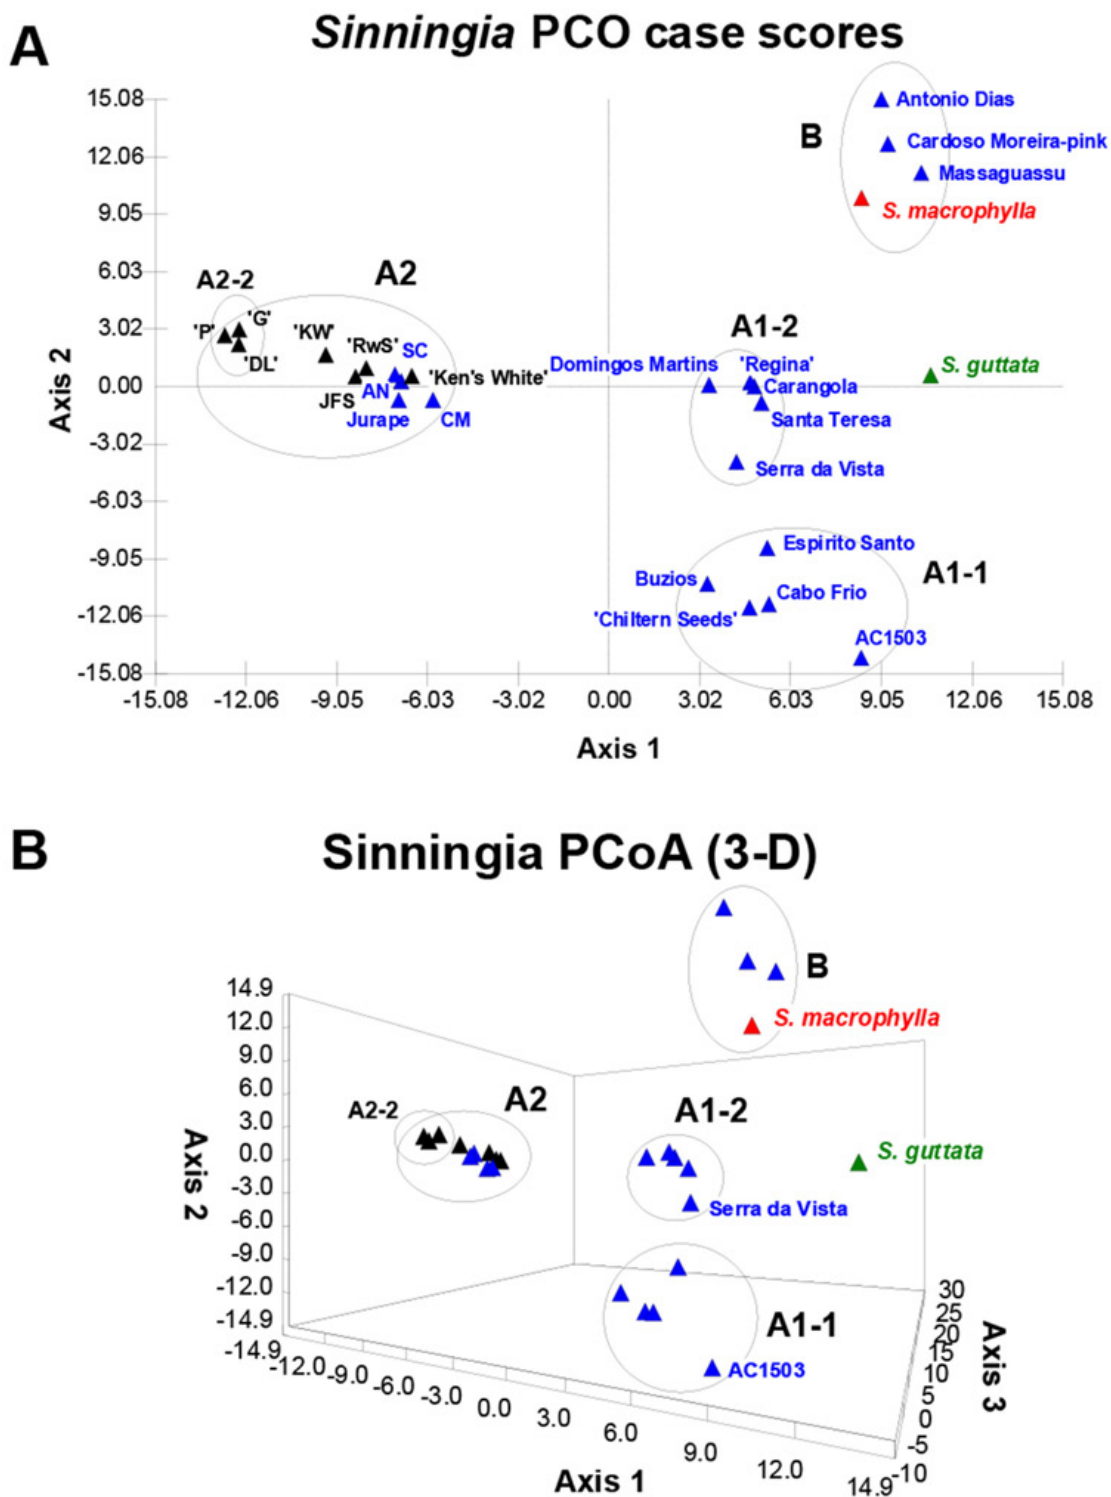 A
Sinningia PCO case scores
15.08
12.06
9.05
6.03
3.02
0.00
-3.02
-6.03
-9.05
-12.06
-15.08
Axis 2
B
Antonio Dias
Cardoso Moreira-pink
Massaguassu
S. macrophylla
A2-2
A2
'P'
'G'
'DL'
'KW'
'RwS'
SC
'Ken's White'
AN
JFS
Jurape
CM
A1-2
Domingos Martins
'Regina'
Carangola
Santa Teresa
Serra da Vista
S. guttata
Espirito Santo
A1-1
Buzios
Cabo Frio
'Chiltern Seeds'
AC1503
-15.08 -12.06 -9.05 -6.03 -3.02 0.00 3.02 6.03 9.05 12.06 15.08
Axis 1
B
Sinningia PCoA (3-D)
B
S. macrophylla
14.9
12.0
9.0
6.0
3.0
0.0
-3.0
-6.0
-9.0
-12.0
-14.9
Axis 2
A2-2
A2
A1-2
Serra da Vista
S. guttata
A1-1
AC1503
-14.9 -12.0 -9.0 -6.0 -3.0 0.0 3.0 6.0 9.0 12.0 14.9
Axis 1
30
25
20
15
10
5
0
-5
-10
Axis 3